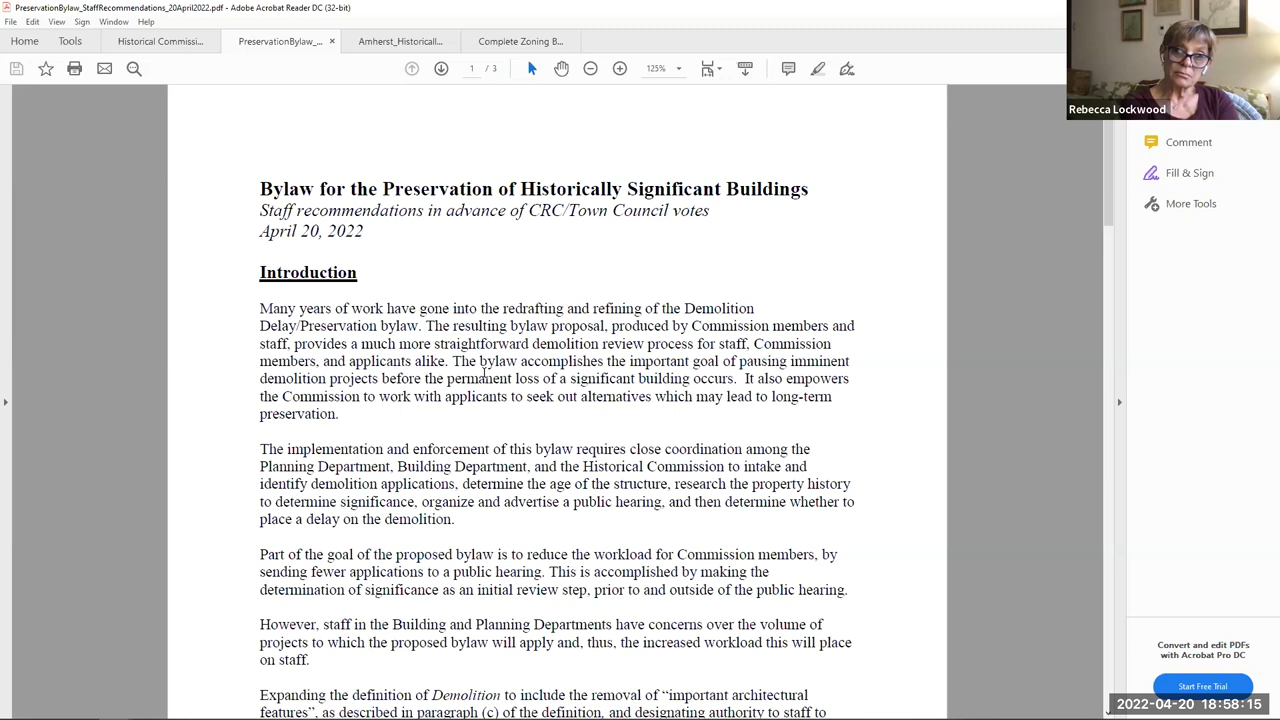 PreservationBylaw_StaffRecommendations_20April2022.pdf - Adobe Acrobat Reader DC (32-bit)
File Edit View Sign Window Help
Home Tools Historical Commissi... PreservationBylaw_... × Amherst_Historicall... Complete Zoning B...
1 / 3 125%
Rebecca Lockwood
Comment
Fill & Sign
More Tools
Bylaw for the Preservation of Historically Significant Buildings
Staff recommendations in advance of CRC/Town Council votes
April 20, 2022
Introduction
Many years of work have gone into the redrafting and refining of the Demolition
Delay/Preservation bylaw. The resulting bylaw proposal, produced by Commission members and
staff, provides a much more straightforward demolition review process for staff, Commission
members, and applicants alike. The bylaw accomplishes the important goal of pausing imminent
demolition projects before the permanent loss of a significant building occurs. It also empowers
the Commission to work with applicants to seek out alternatives which may lead to long-term
preservation.
The implementation and enforcement of this bylaw requires close coordination among the
Planning Department, Building Department, and the Historical Commission to intake and
identify demolition applications, determine the age of the structure, research the property history
to determine significance, organize and advertise a public hearing, and then determine whether to
place a delay on the demolition.
Part of the goal of the proposed bylaw is to reduce the workload for Commission members, by
sending fewer applications to a public hearing. This is accomplished by making the
determination of significance as an initial review step, prior to and outside of the public hearing.
However, staff in the Building and Planning Departments have concerns over the volume of
projects to which the proposed bylaw will apply and, thus, the increased workload this will place
on staff.
Expanding the definition of Demolition to include the removal of “important architectural
features”, as described in paragraph (c) of the definition, and designating authority to staff to
Convert and edit PDFs
with Acrobat Pro DC
Start Free Trial
2022-04-20 18:58:15